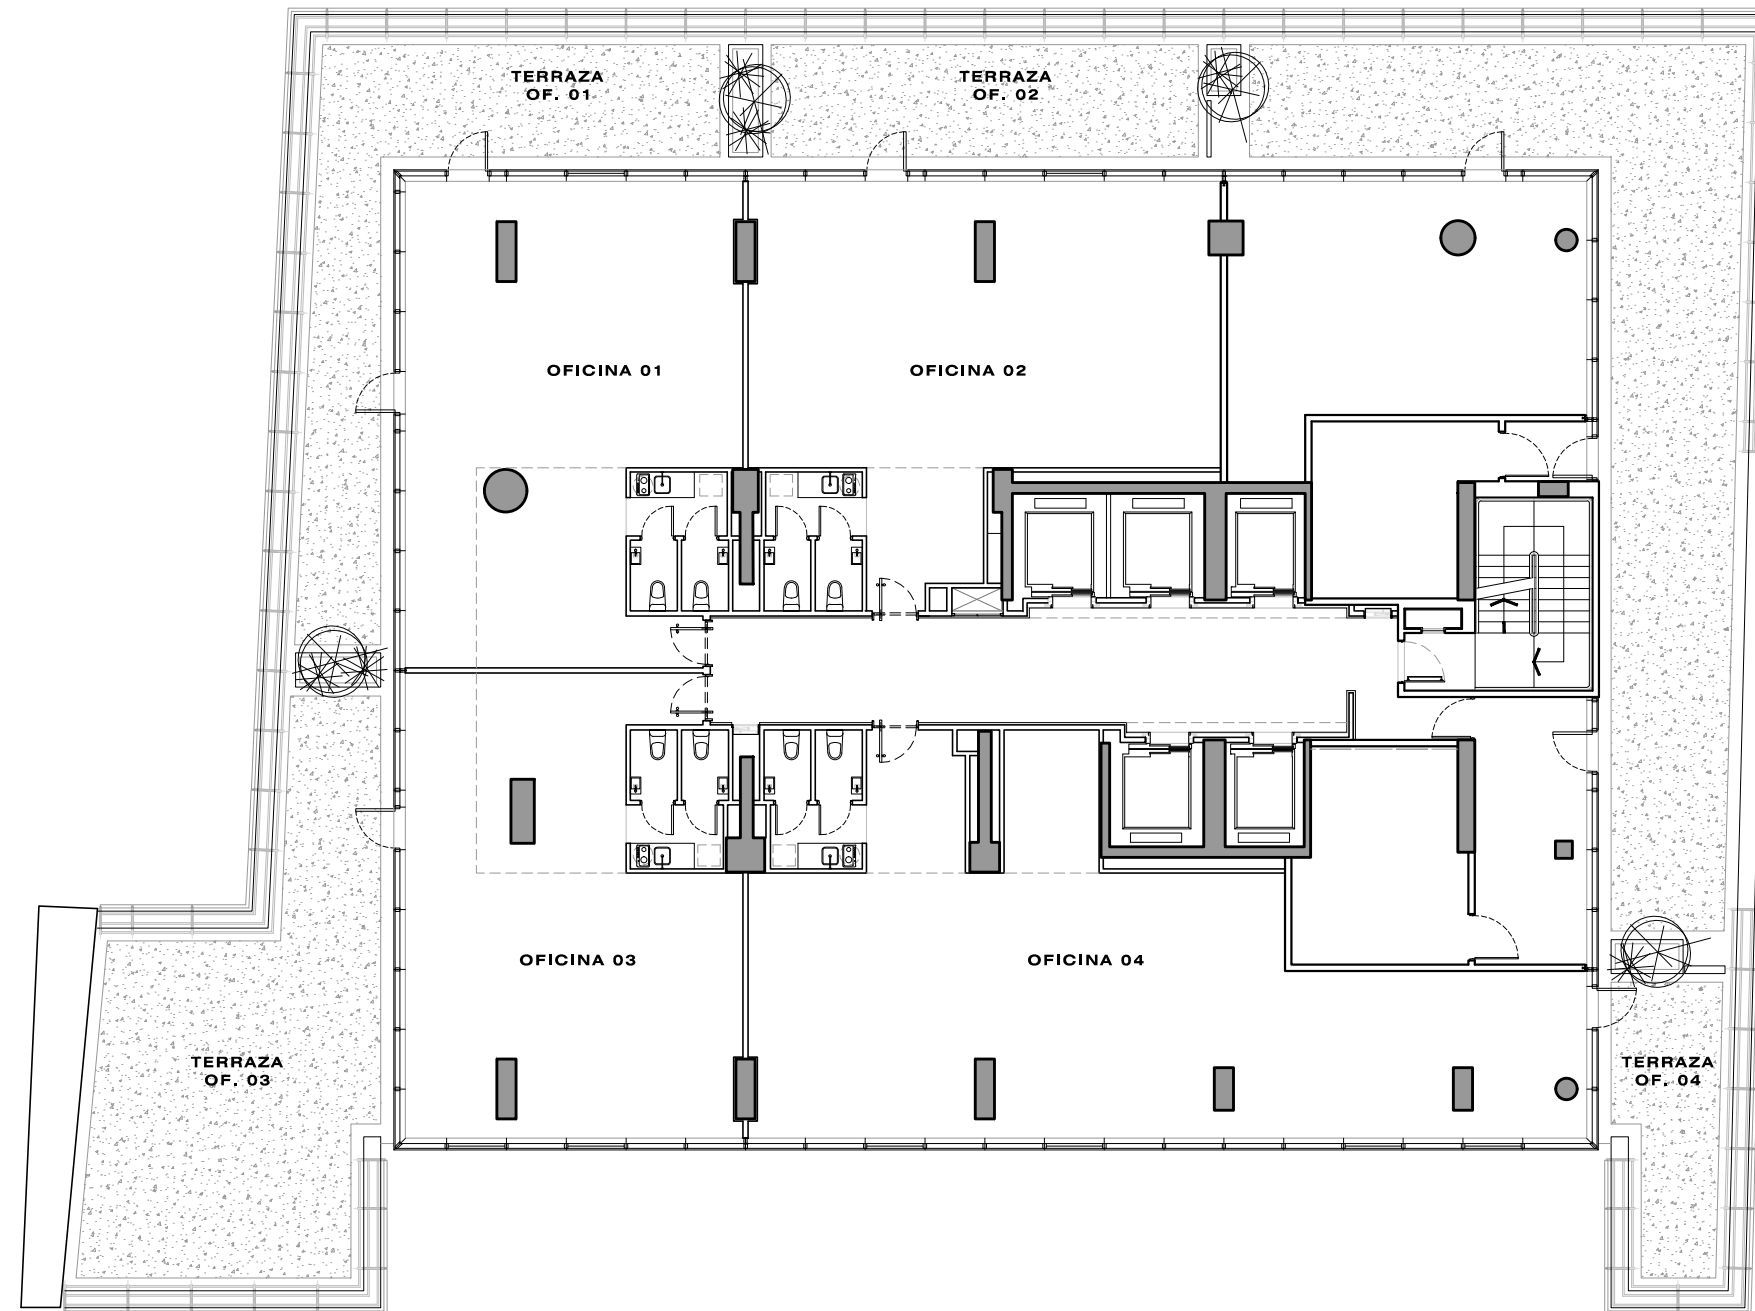 TERRAZA
OF. 01
TERRAZA
OF. 02
OFICINA 01
OFICINA 02
OFICINA 03
OFICINA 04
TERRAZA
OF. 03
TERRAZA
OF. 04